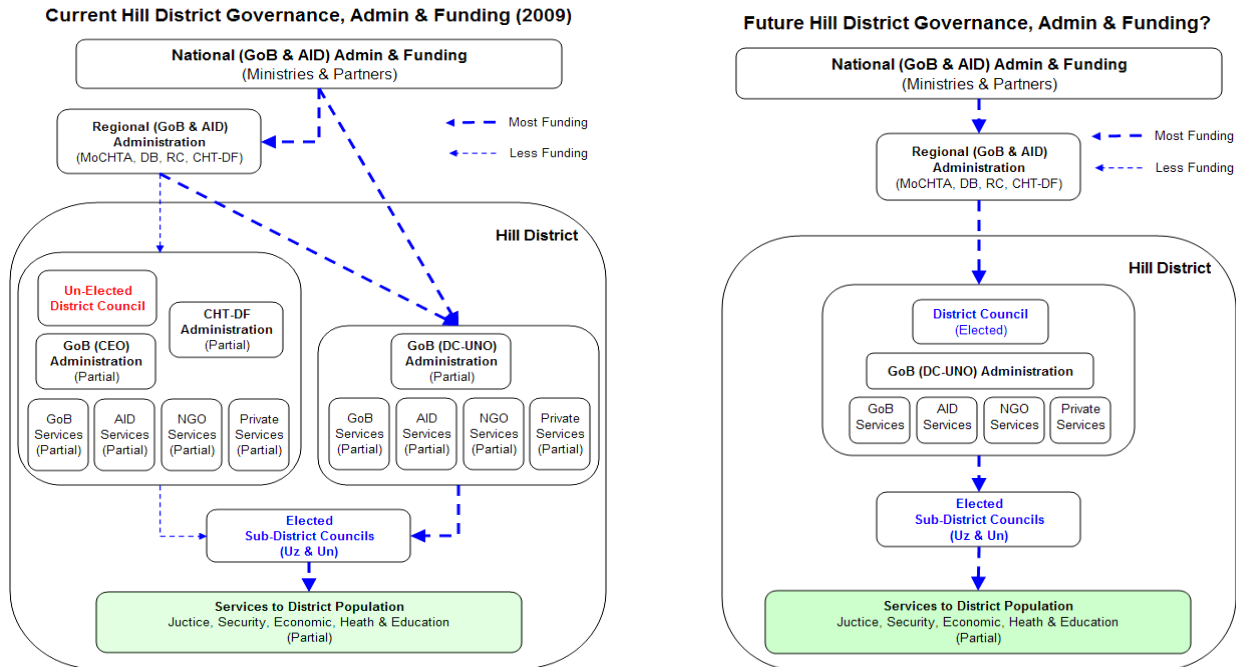 Current Hill District Governance, Admin & Funding (2009)
National (GoB & AID) Admin & Funding
(Ministries & Partners)
Regional (GoB & AID)
Administration
(MoCHTA, DB, RC, CHT-DF)
Most Funding
Less Funding
Hill District
Un-Elected
District Council
CHT-DF
Administration
(Partial)
GoB (CEO)
Administration
(Partial)
GoB
Services
(Partial)
AID
Services
(Partial)
NGO
Services
(Partial)
Private
Services
(Partial)
GoB (DC-UNO)
Administration
(Partial)
GoB
Services
(Partial)
AID
Services
(Partial)
NGO
Services
(Partial)
Private
Services
(Partial)
Elected
Sub-District Councils
(Uz & Un)
Services to District Population
Juctice, Security, Economic, Heath & Education
(Partial)
Future Hill District Governance, Admin & Funding?
National (GoB & AID) Admin & Funding
(Ministries & Partners)
Regional (GoB & AID)
Administration
(MoCHTA, DB, RC, CHT-DF)
Most Funding
Less Funding
Hill District
District Council
(Elected)
GoB (DC-UNO) Administration
GoB
Services
AID
Services
NGO
Services
Private
Services
Elected
Sub-District Councils
(Uz & Un)
Services to District Population
Juctice, Security, Economic, Heath & Education
(Partial)